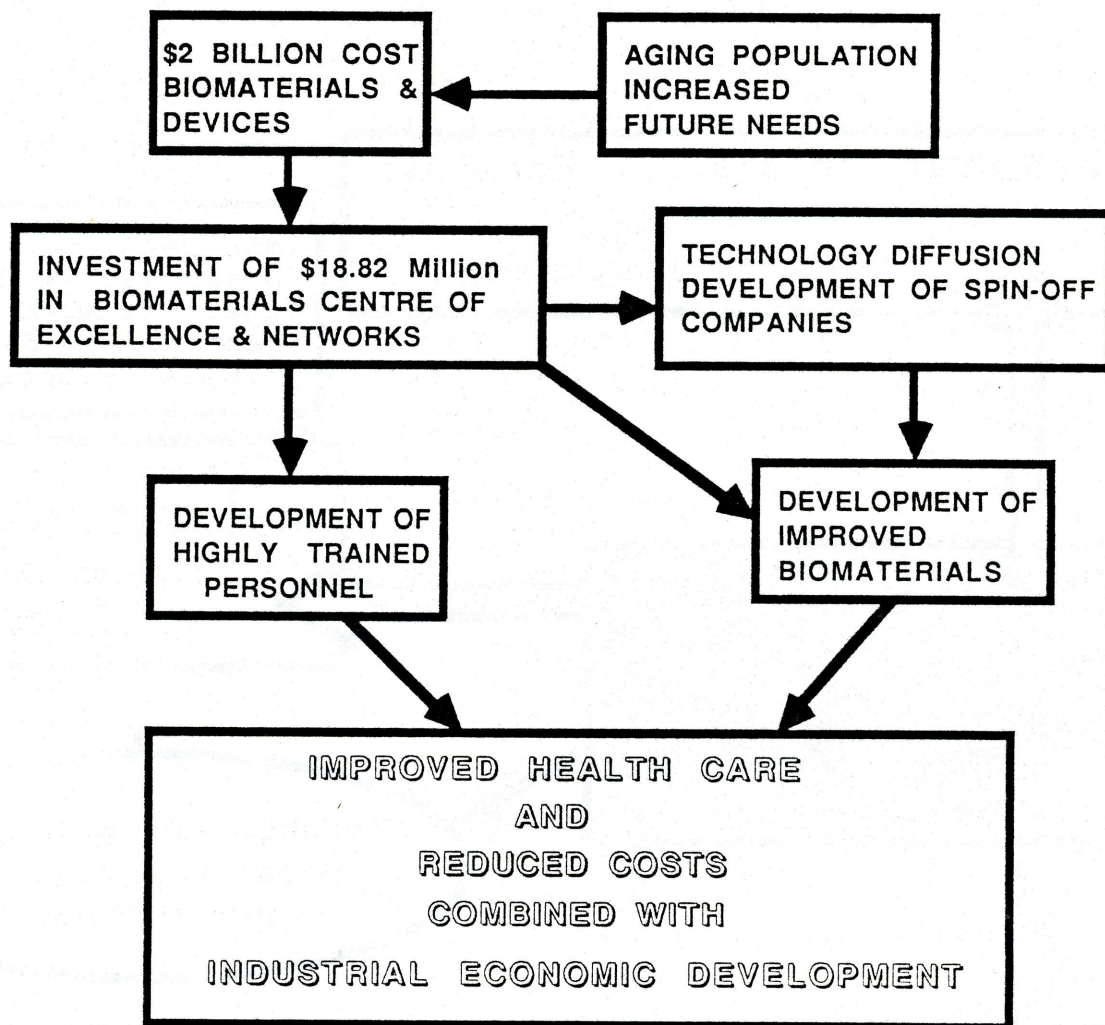 $2 BILLION COST
BIOMATERIALS &
DEVICES
AGING POPULATION
INCREASED
FUTURE NEEDS
INVESTMENT OF $18.82 Million
IN BIOMATERIALS CENTRE OF
EXCELLENCE & NETWORKS
TECHNOLOGY DIFFUSION
DEVELOPMENT OF SPIN-OFF
COMPANIES
DEVELOPMENT OF
HIGHLY TRAINED
PERSONNEL
DEVELOPMENT OF
IMPROVED
BIOMATERIALS
IMPROVED HEALTH CARE
AND
REDUCED COSTS
COMBINED WITH
INDUSTRIAL ECONOMIC DEVELOPMENT